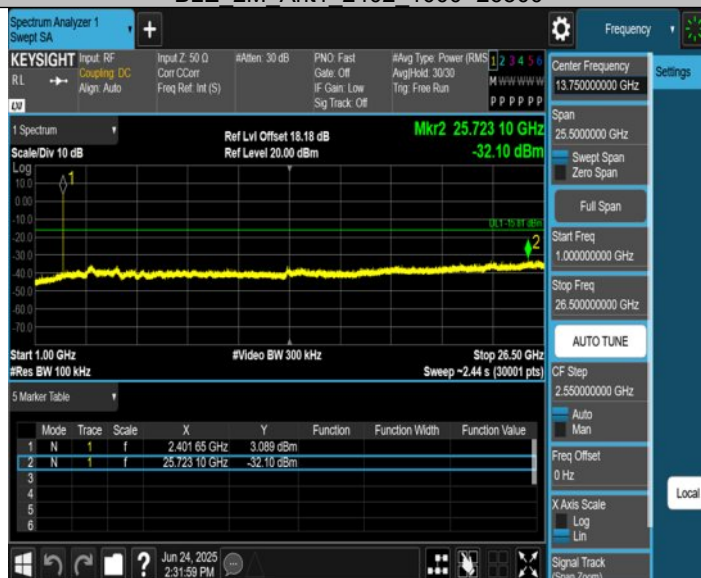 Spectrum Analyzer 1
Swept SA
Frequency
KEYSIGHT
RL
Input: RF
Coupling: DC
Align: Auto
Input Z: 50 Ω
Corr CCorr
Freq Ref: Int (S)
#Atten: 30 dB
PNO: Fast
Gate: Off
IF Gain: Low
Sig Track: Off
#Avg Type: Power (RMS
Avg|Hold: 30/30
Trig: Free Run
1 2 3 4 5 6
M W W W W W
P P P P P P
1 Spectrum
Scale/Div 10 dB
Log
Ref Lvl Offset 18.18 dB
Ref Level 20.00 dBm
Mkr2 25.723 10 GHz
-32.10 dBm
10.0
0.00
-10.0
-20.0
-30.0
-40.0
-50.0
-60.0
-70.0
1
DL1 -15.81 dBm
2
Start 1.00 GHz
#Video BW 300 kHz
Stop 26.50 GHz
#Res BW 100 kHz
Sweep ~2.44 s (30001 pts)
5 Marker Table
Mode Trace Scale X Y Function Function Width Function Value
1 N 1 f 2.401 65 GHz 3.089 dBm
2 N 1 f 25.723 10 GHz -32.10 dBm
3
4
5
6
Jun 24, 2025
2:31:59 PM
Center Frequency
13.750000000 GHz
Settings
Span
25.5000000 GHz
Swept Span
Zero Span
Full Span
Start Freq
1.000000000 GHz
Stop Freq
26.500000000 GHz
AUTO TUNE
CF Step
2.550000000 GHz
Auto
Man
Freq Offset
0 Hz
Local
X Axis Scale
Log
Lin
Signal Track
(Span Zoom)